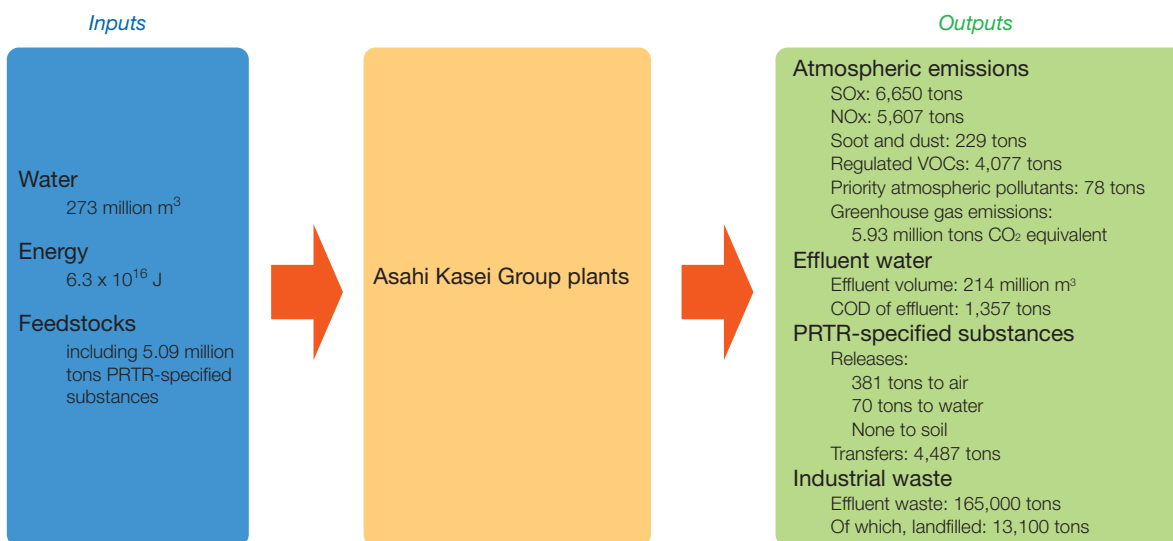 Inputs
Water
273 million m³
Energy
6.3 x 10¹⁶ J
Feedstocks
including 5.09 million
tons PRTR-specified
substances
Asahi Kasei Group plants
Outputs
Atmospheric emissions
SOx: 6,650 tons
NOx: 5,607 tons
Soot and dust: 229 tons
Regulated VOCs: 4,077 tons
Priority atmospheric pollutants: 78 tons
Greenhouse gas emissions:
5.93 million tons CO₂ equivalent
Effluent water
Effluent volume: 214 million m³
COD of effluent: 1,357 tons
PRTR-specified substances
Releases:
381 tons to air
70 tons to water
None to soil
Transfers: 4,487 tons
Industrial waste
Effluent waste: 165,000 tons
Of which, landfilled: 13,100 tons